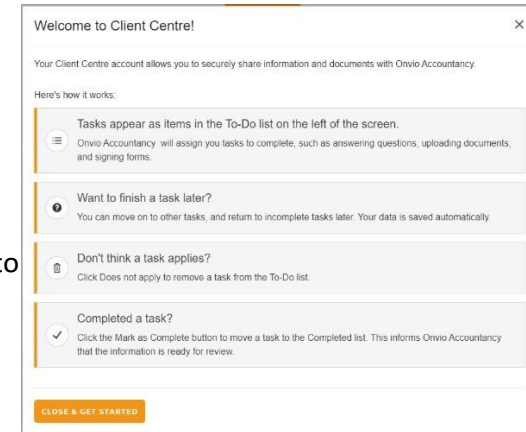 Welcome to Client Centre!
Your Client Centre account allows you to securely share information and documents with Onvio Accountancy.
Here's how it works:
Tasks appear as items in the To-Do list on the left of the screen.
Onvio Accountancy will assign you tasks to complete, such as answering questions, uploading documents,
and signing forms.
Want to finish a task later?
You can move on to other tasks, and return to incomplete tasks later. Your data is saved automatically.
to
Don't think a task applies?
Click Does not apply to remove a task from the To-Do list.
Completed a task?
Click the Mark as Complete button to move a task to the Completed list. This informs Onvio Accountancy
that the information is ready for review.
CLOSE & GET STARTED